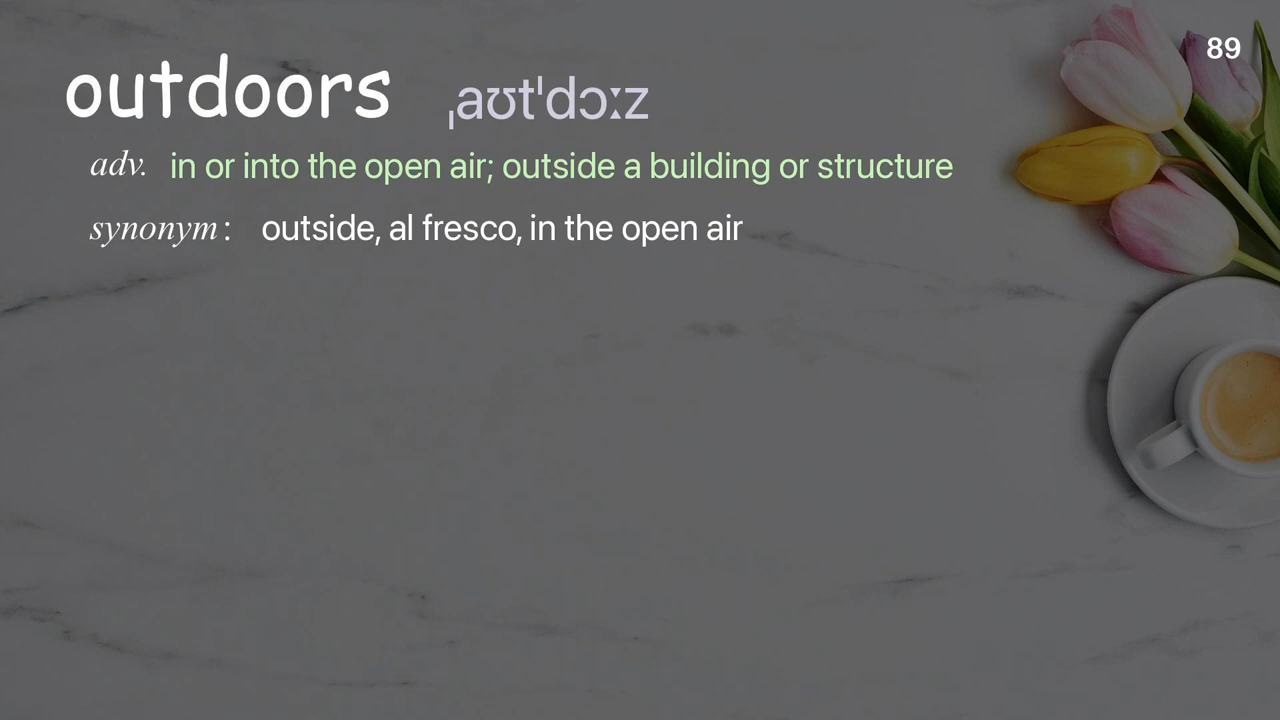 89
outdoors ˌaʊtˈdɔːz
adv. in or into the open air; outside a building or structure
synonym: outside, al fresco, in the open air